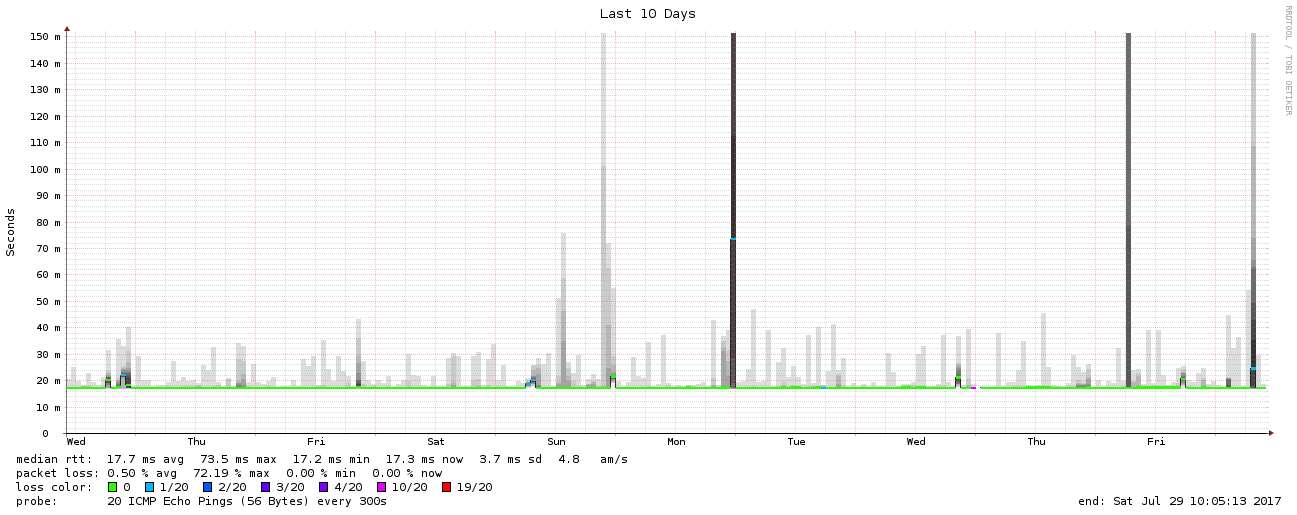 Last 10 Days
RRDTOOL / TOBI OETIKER
Seconds
150 m
140 m
130 m
120 m
110 m
100 m
90 m
80 m
70 m
60 m
50 m
40 m
30 m
20 m
10 m
0
Wed Thu Fri Sat Sun Mon Tue Wed Thu Fri
median rtt: 17.7 ms avg 73.5 ms max 17.2 ms min 17.3 ms now 3.7 ms sd 4.8 am/s
packet loss: 0.50 % avg 72.19 % max 0.00 % min 0.00 % now
loss color: 0 1/20 2/20 3/20 4/20 10/20 19/20
probe: 20 ICMP Echo Pings (56 Bytes) every 300s end: Sat Jul 29 10:05:13 2017